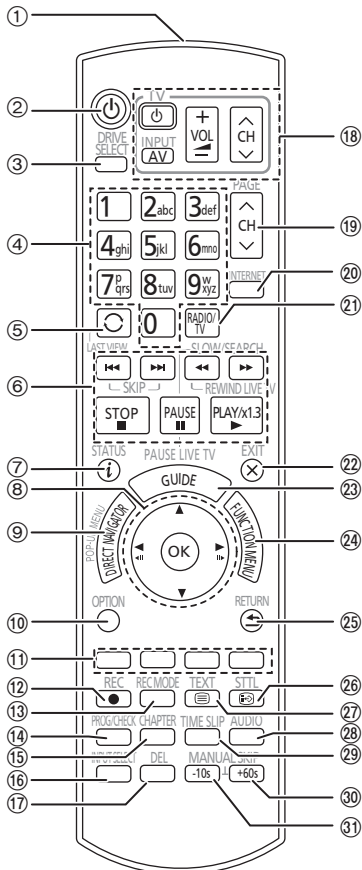 ①
②
TV
DRIVE SELECT
INPUT
AV
+
VOL
−
CH
⑱
③
PAGE
④
1 2abc 3def
CH
⑲
4ghi 5jkl 6mno
INTERNET
⑳
7pqrs 8tuv 9wxyz
⑤
0
RADIO/TV
㉑
LAST VIEW
SLOW/SEARCH
⑥
SKIP
REWIND LIVE TV
STOP
PAUSE
PLAY/x1.3
STATUS
PAUSE LIVE TV
EXIT
⑦
i
㉒
⑧
GUIDE
㉓
⑨
POP-UP MENU
DIRECT NAVIGATOR
OK
FUNCTION MENU
㉔
OPTION
RETURN
⑩
㉕
⑪
REC
REC MODE
TEXT
STTL
⑫
㉖
⑬
㉗
PROG/CHECK
CHAPTER
TIME SLIP
AUDIO
⑭
㉘
⑮
㉙
INPUT SELECT
DEL
MANUAL SKIP
⑯
-10s
+60s
㉚
⑰
㉛